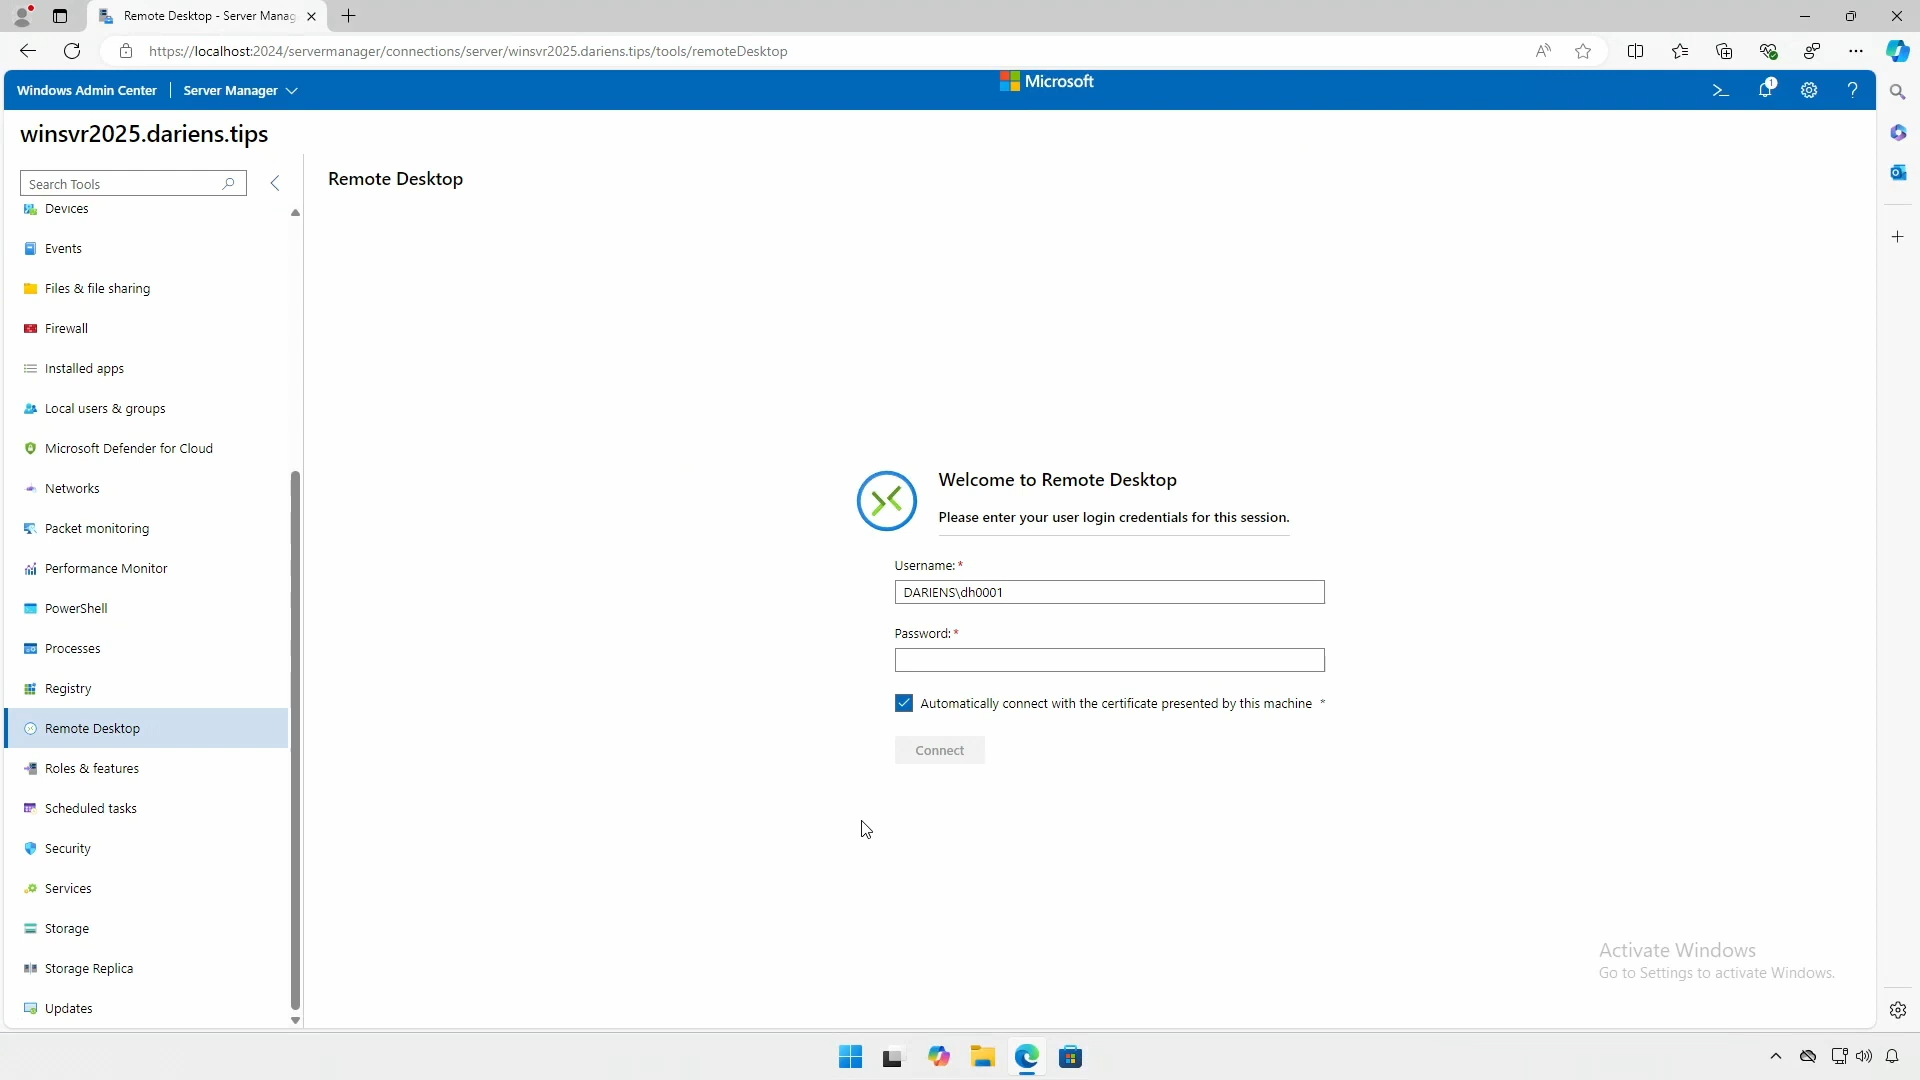 Remote Desktop - Server Manag
https://localhost:2024/servermanager/connections/server/winsvr2025.dariens.tips/tools/remoteDesktop
Windows Admin Center
Server Manager
Microsoft
1
winsvr2025.dariens.tips
Search Tools
Remote Desktop
Devices
Events
Files & file sharing
Firewall
Installed apps
Local users & groups
Microsoft Defender for Cloud
Networks
Packet monitoring
Performance Monitor
PowerShell
Processes
Registry
Remote Desktop
Roles & features
Scheduled tasks
Security
Services
Storage
Storage Replica
Updates
Welcome to Remote Desktop
Please enter your user login credentials for this session.
Username: *
DARIENS\dh0001
Password: *
Automatically connect with the certificate presented by this machine *
Connect
Activate Windows
Go to Settings to activate Windows.